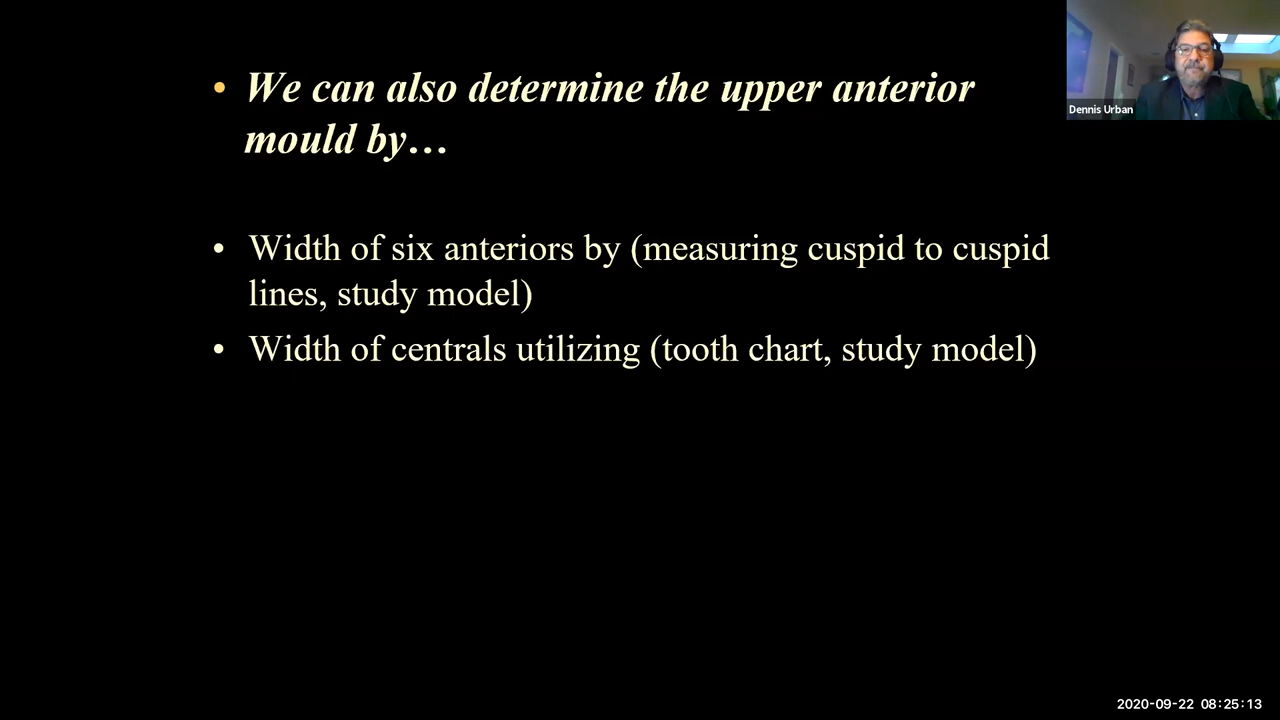 • We can also determine the upper anterior
mould by…
• Width of six anteriors by (measuring cuspid to cuspid
lines, study model)
• Width of centrals utilizing (tooth chart, study model)
Dennis Urban
2020-09-22 08:25:13